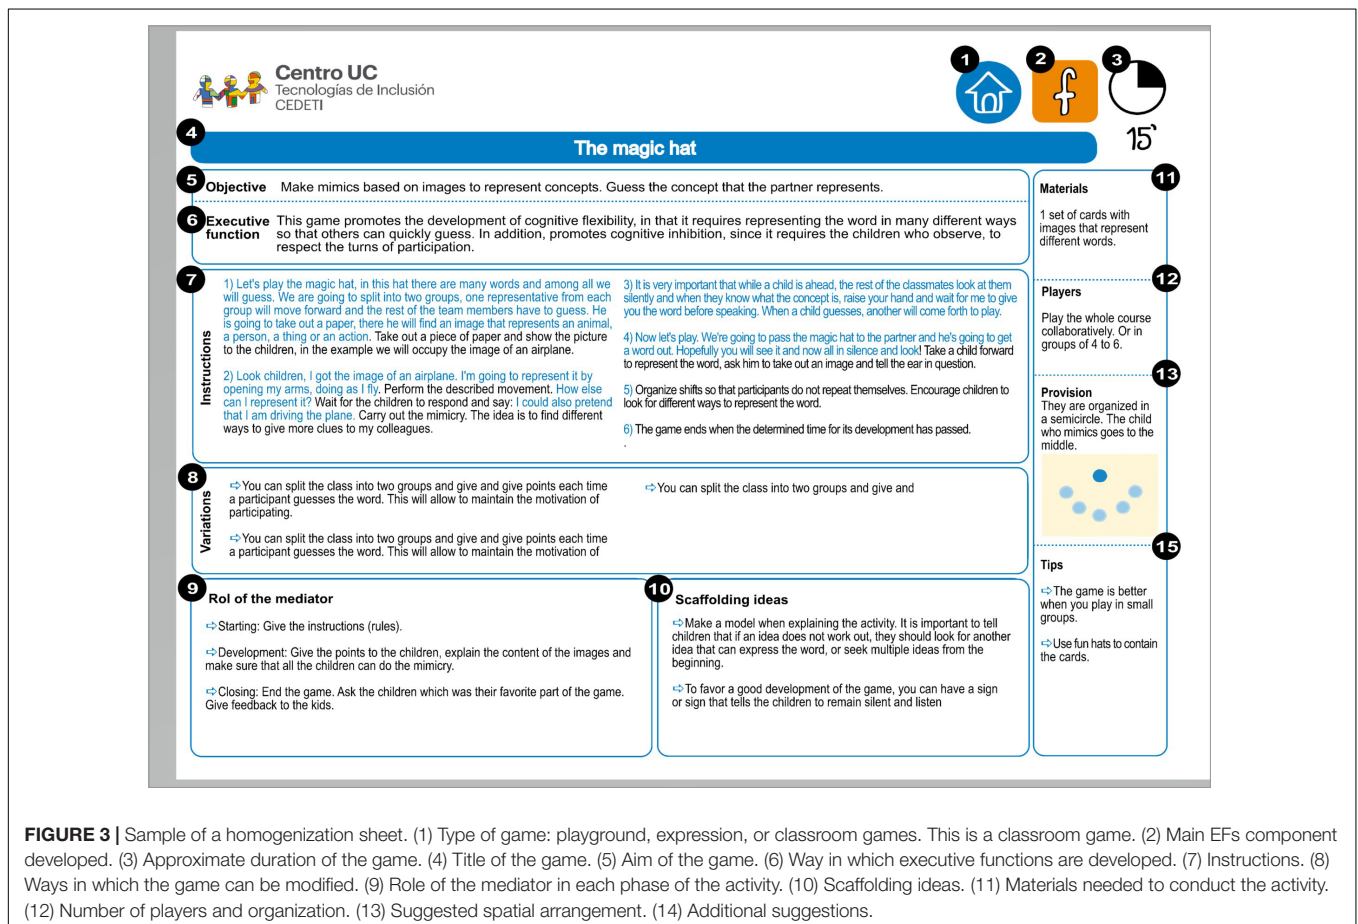 Centro UC
Tecnologías de Inclusión
CEDETI
1
2
f
3
15'
4
The magic hat
5
Objective Make mimics based on images to represent concepts. Guess the concept that the partner represents.
6
Executive function
This game promotes the development of cognitive flexibility, in that it requires representing the word in many different ways
so that others can quickly guess. In addition, promotes cognitive inhibition, since it requires the children who observe, to
respect the turns of participation.
7
Instructions
1) Let's play the magic hat, in this hat there are many words and among all we
will guess. We are going to split into two groups, one representative from each
group will move forward and the rest of the team members have to guess. He
is going to take out a paper, there he will find an image that represents an animal,
a person, a thing or an action. Take out a piece of paper and show the picture
to the children, in the example we will occupy the image of an airplane.
2) Look children, I got the image of an airplane. I'm going to represent it by
opening my arms, doing as I fly. Perform the described movement. How else
can I represent it? Wait for the children to respond and say: I could also pretend
that I am driving the plane. Carry out the mimicry. The idea is to find different
ways to give more clues to my colleagues.
3) It is very important that while a child is ahead, the rest of the classmates look at them
silently and when they know what the concept is, raise your hand and wait for me to give
you the word before speaking. When a child guesses, another will come forth to play.
4) Now let's play. We're going to pass the magic hat to the partner and he's going to get
a word out. Hopefully you will see it and now all in silence and look! Take a child forward
to represent the word, ask him to take out an image and tell the ear in question.
5) Organize shifts so that participants do not repeat themselves. Encourage children to
look for different ways to represent the word.
6) The game ends when the determined time for its development has passed.
.
8
Variations
⇨You can split the class into two groups and give and give points each time
a participant guesses the word. This will allow to maintain the motivation of
participating.
⇨You can split the class into two groups and give and give points each time
a participant guesses the word. This will allow to maintain the motivation of
⇨You can split the class into two groups and give and
9
Rol of the mediator
⇨Starting: Give the instructions (rules).
⇨Development: Give the points to the children, explain the content of the images and
make sure that all the children can do the mimicry.
⇨Closing: End the game. Ask the children which was their favorite part of the game.
Give feedback to the kids.
10
Scaffolding ideas
⇨Make a model when explaining the activity. It is important to tell
children that if an idea does not work out, they should look for another
idea that can express the word, or seek multiple ideas from the
beginning.
⇨To favor a good development of the game, you can have a sign
or sign that tells the children to remain silent and listen
11
Materials
1 set of cards with
images that represent
different words.
12
Players
Play the whole course
collaboratively. Or in
groups of 4 to 6.
13
Provision
They are organized in
a semicircle. The child
who mimics goes to the
middle.
15
Tips
⇨The game is better
when you play in small
groups.
⇨Use fun hats to contain
the cards.
FIGURE 3 | Sample of a homogenization sheet. (1) Type of game: playground, expression, or classroom games. This is a classroom game. (2) Main EFs component
developed. (3) Approximate duration of the game. (4) Title of the game. (5) Aim of the game. (6) Way in which executive functions are developed. (7) Instructions. (8)
Ways in which the game can be modified. (9) Role of the mediator in each phase of the activity. (10) Scaffolding ideas. (11) Materials needed to conduct the activity.
(12) Number of players and organization. (13) Suggested spatial arrangement. (14) Additional suggestions.